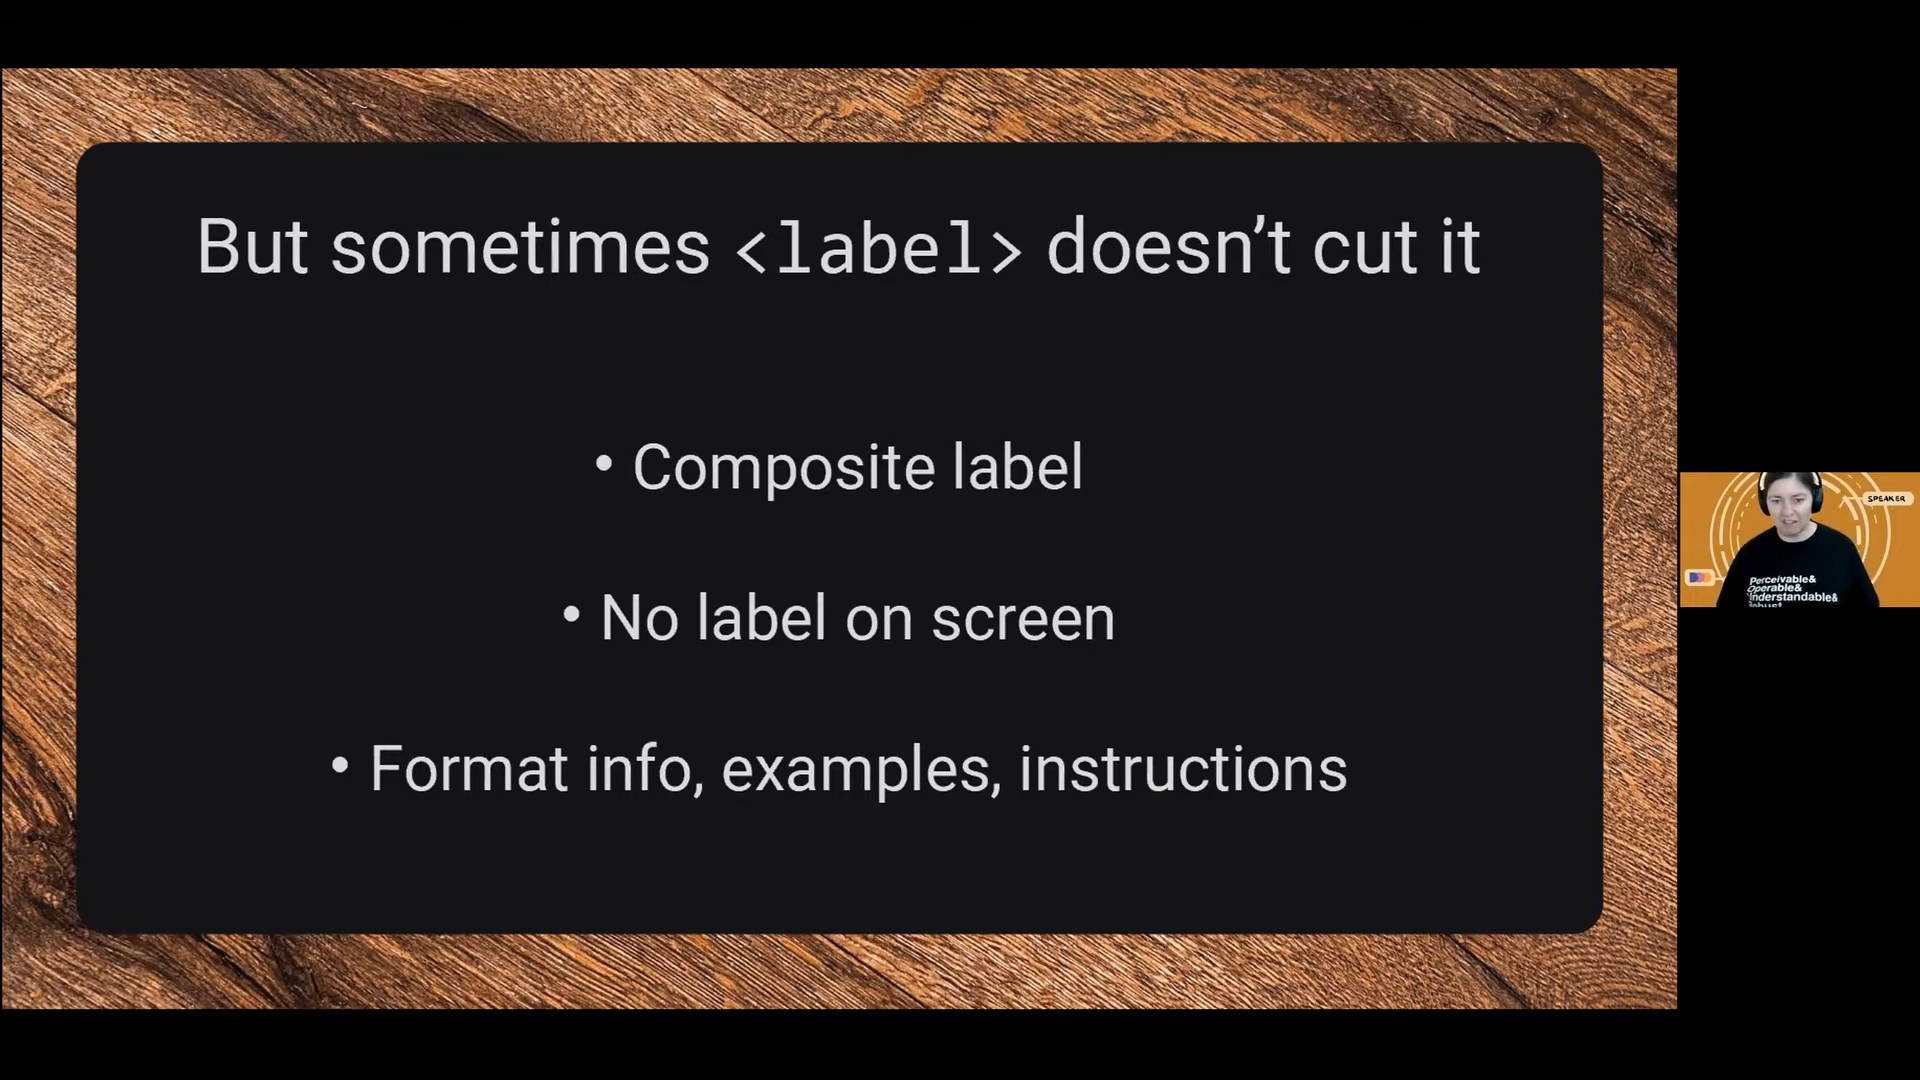 But sometimes <label> doesn’t cut it
• Composite label
• No label on screen
• Format info, examples, instructions
SPEAKER
Perceivable&
Operable&
Understandable&
Robust